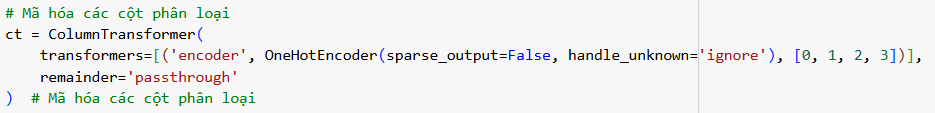 # Mã hóa các cột phân loại
ct = ColumnTransformer(
    transformers=[('encoder', OneHotEncoder(sparse_output=False, handle_unknown='ignore'), [0, 1, 2, 3])],
    remainder='passthrough'
)  # Mã hóa các cột phân loại